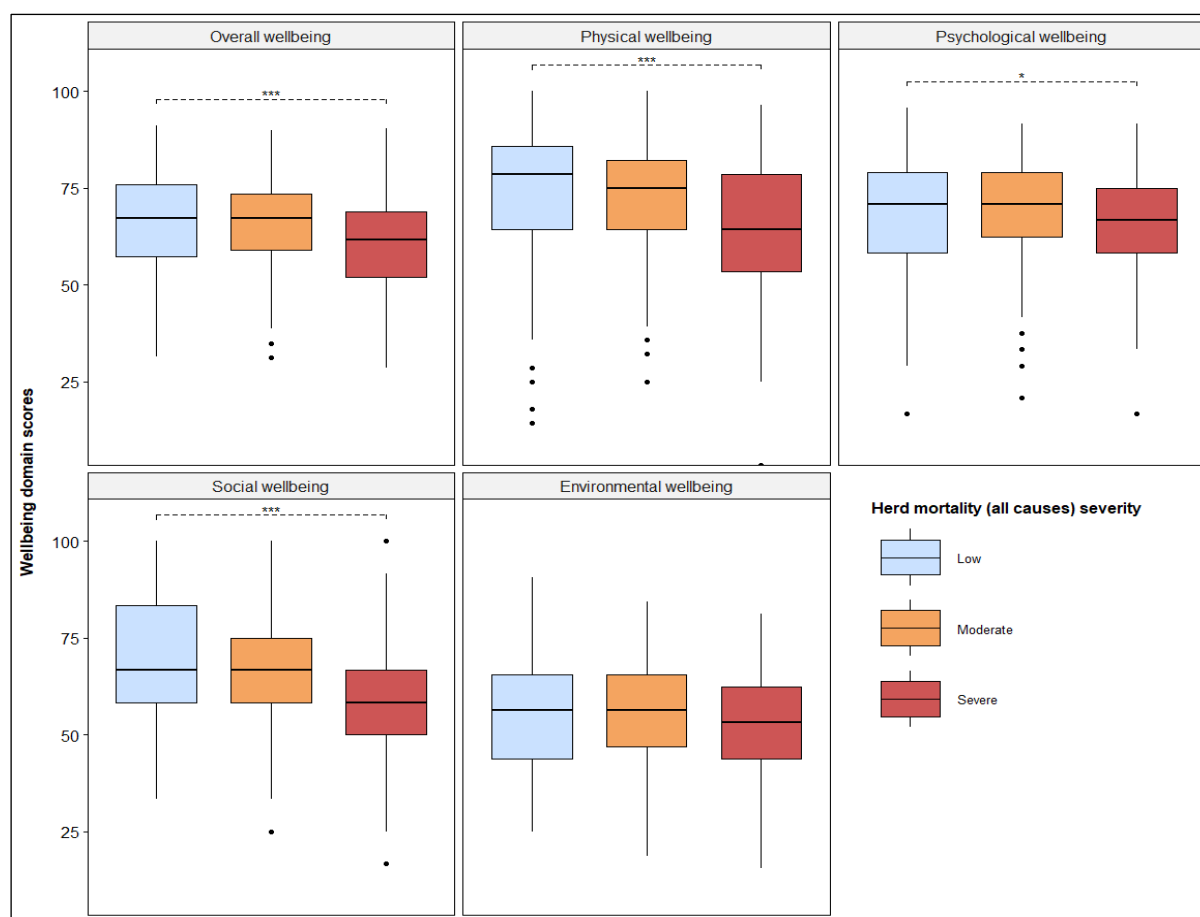 Overall wellbeing
Physical wellbeing
Psychological wellbeing
***
***
*
100
75
50
25
Wellbeing domain scores
Social wellbeing
Environmental wellbeing
***
100
75
50
25
Herd mortality (all causes) severity
Low
Moderate
Severe